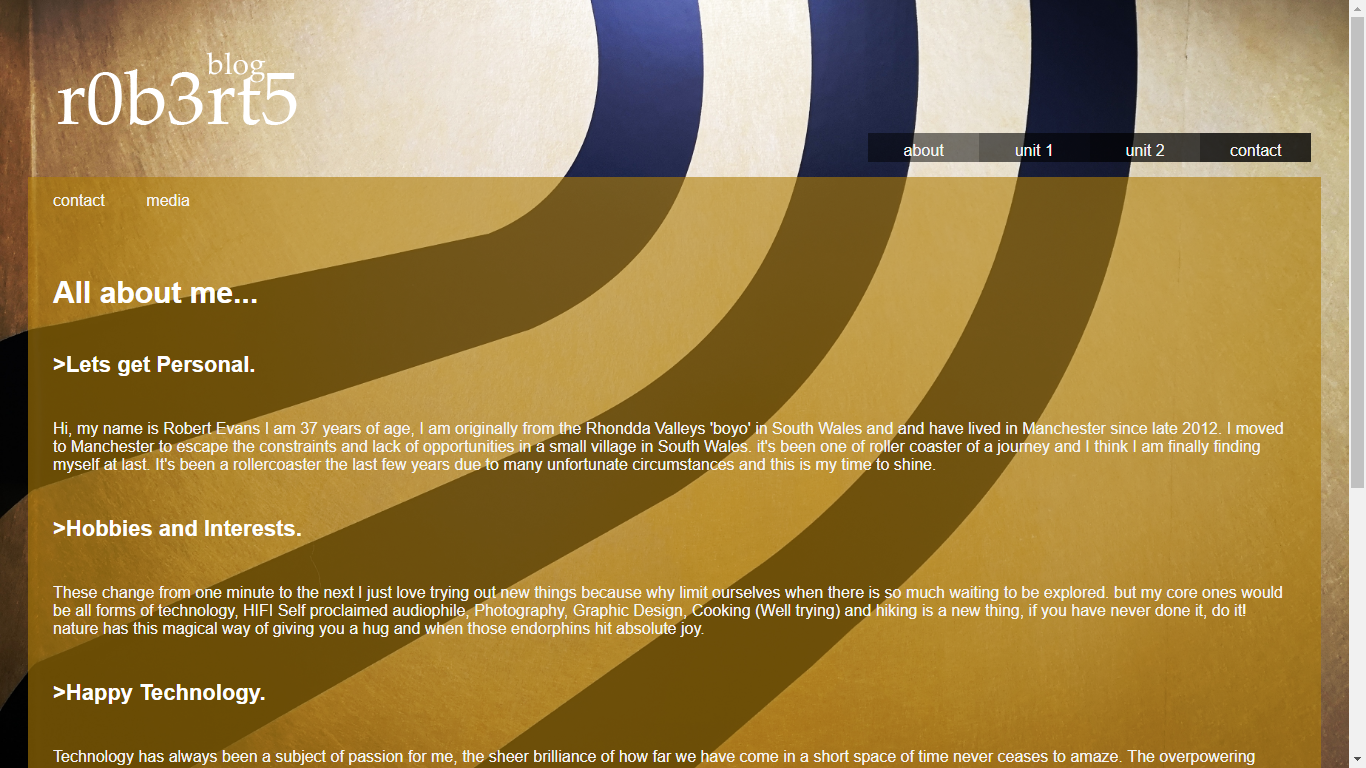 blog
r0b3rt5
about unit 1 unit 2 contact
contact media
All about me...
>Lets get Personal.
Hi, my name is Robert Evans I am 37 years of age, I am originally from the Rhondda Valleys 'boyo' in South Wales and and have lived in Manchester since late 2012. I moved
to Manchester to escape the constraints and lack of opportunities in a small village in South Wales. it's been one of roller coaster of a journey and I think I am finally finding
myself at last. It's been a rollercoaster the last few years due to many unfortunate circumstances and this is my time to shine.
>Hobbies and Interests.
These change from one minute to the next I just love trying out new things because why limit ourselves when there is so much waiting to be explored. but my core ones would
be all forms of technology, HIFI Self proclaimed audiophile, Photography, Graphic Design, Cooking (Well trying) and hiking is a new thing, if you have never done it, do it!
nature has this magical way of giving you a hug and when those endorphins hit absolute joy.
>Happy Technology.
Technology has always been a subject of passion for me, the sheer brilliance of how far we have come in a short space of time never ceases to amaze. The overpowering